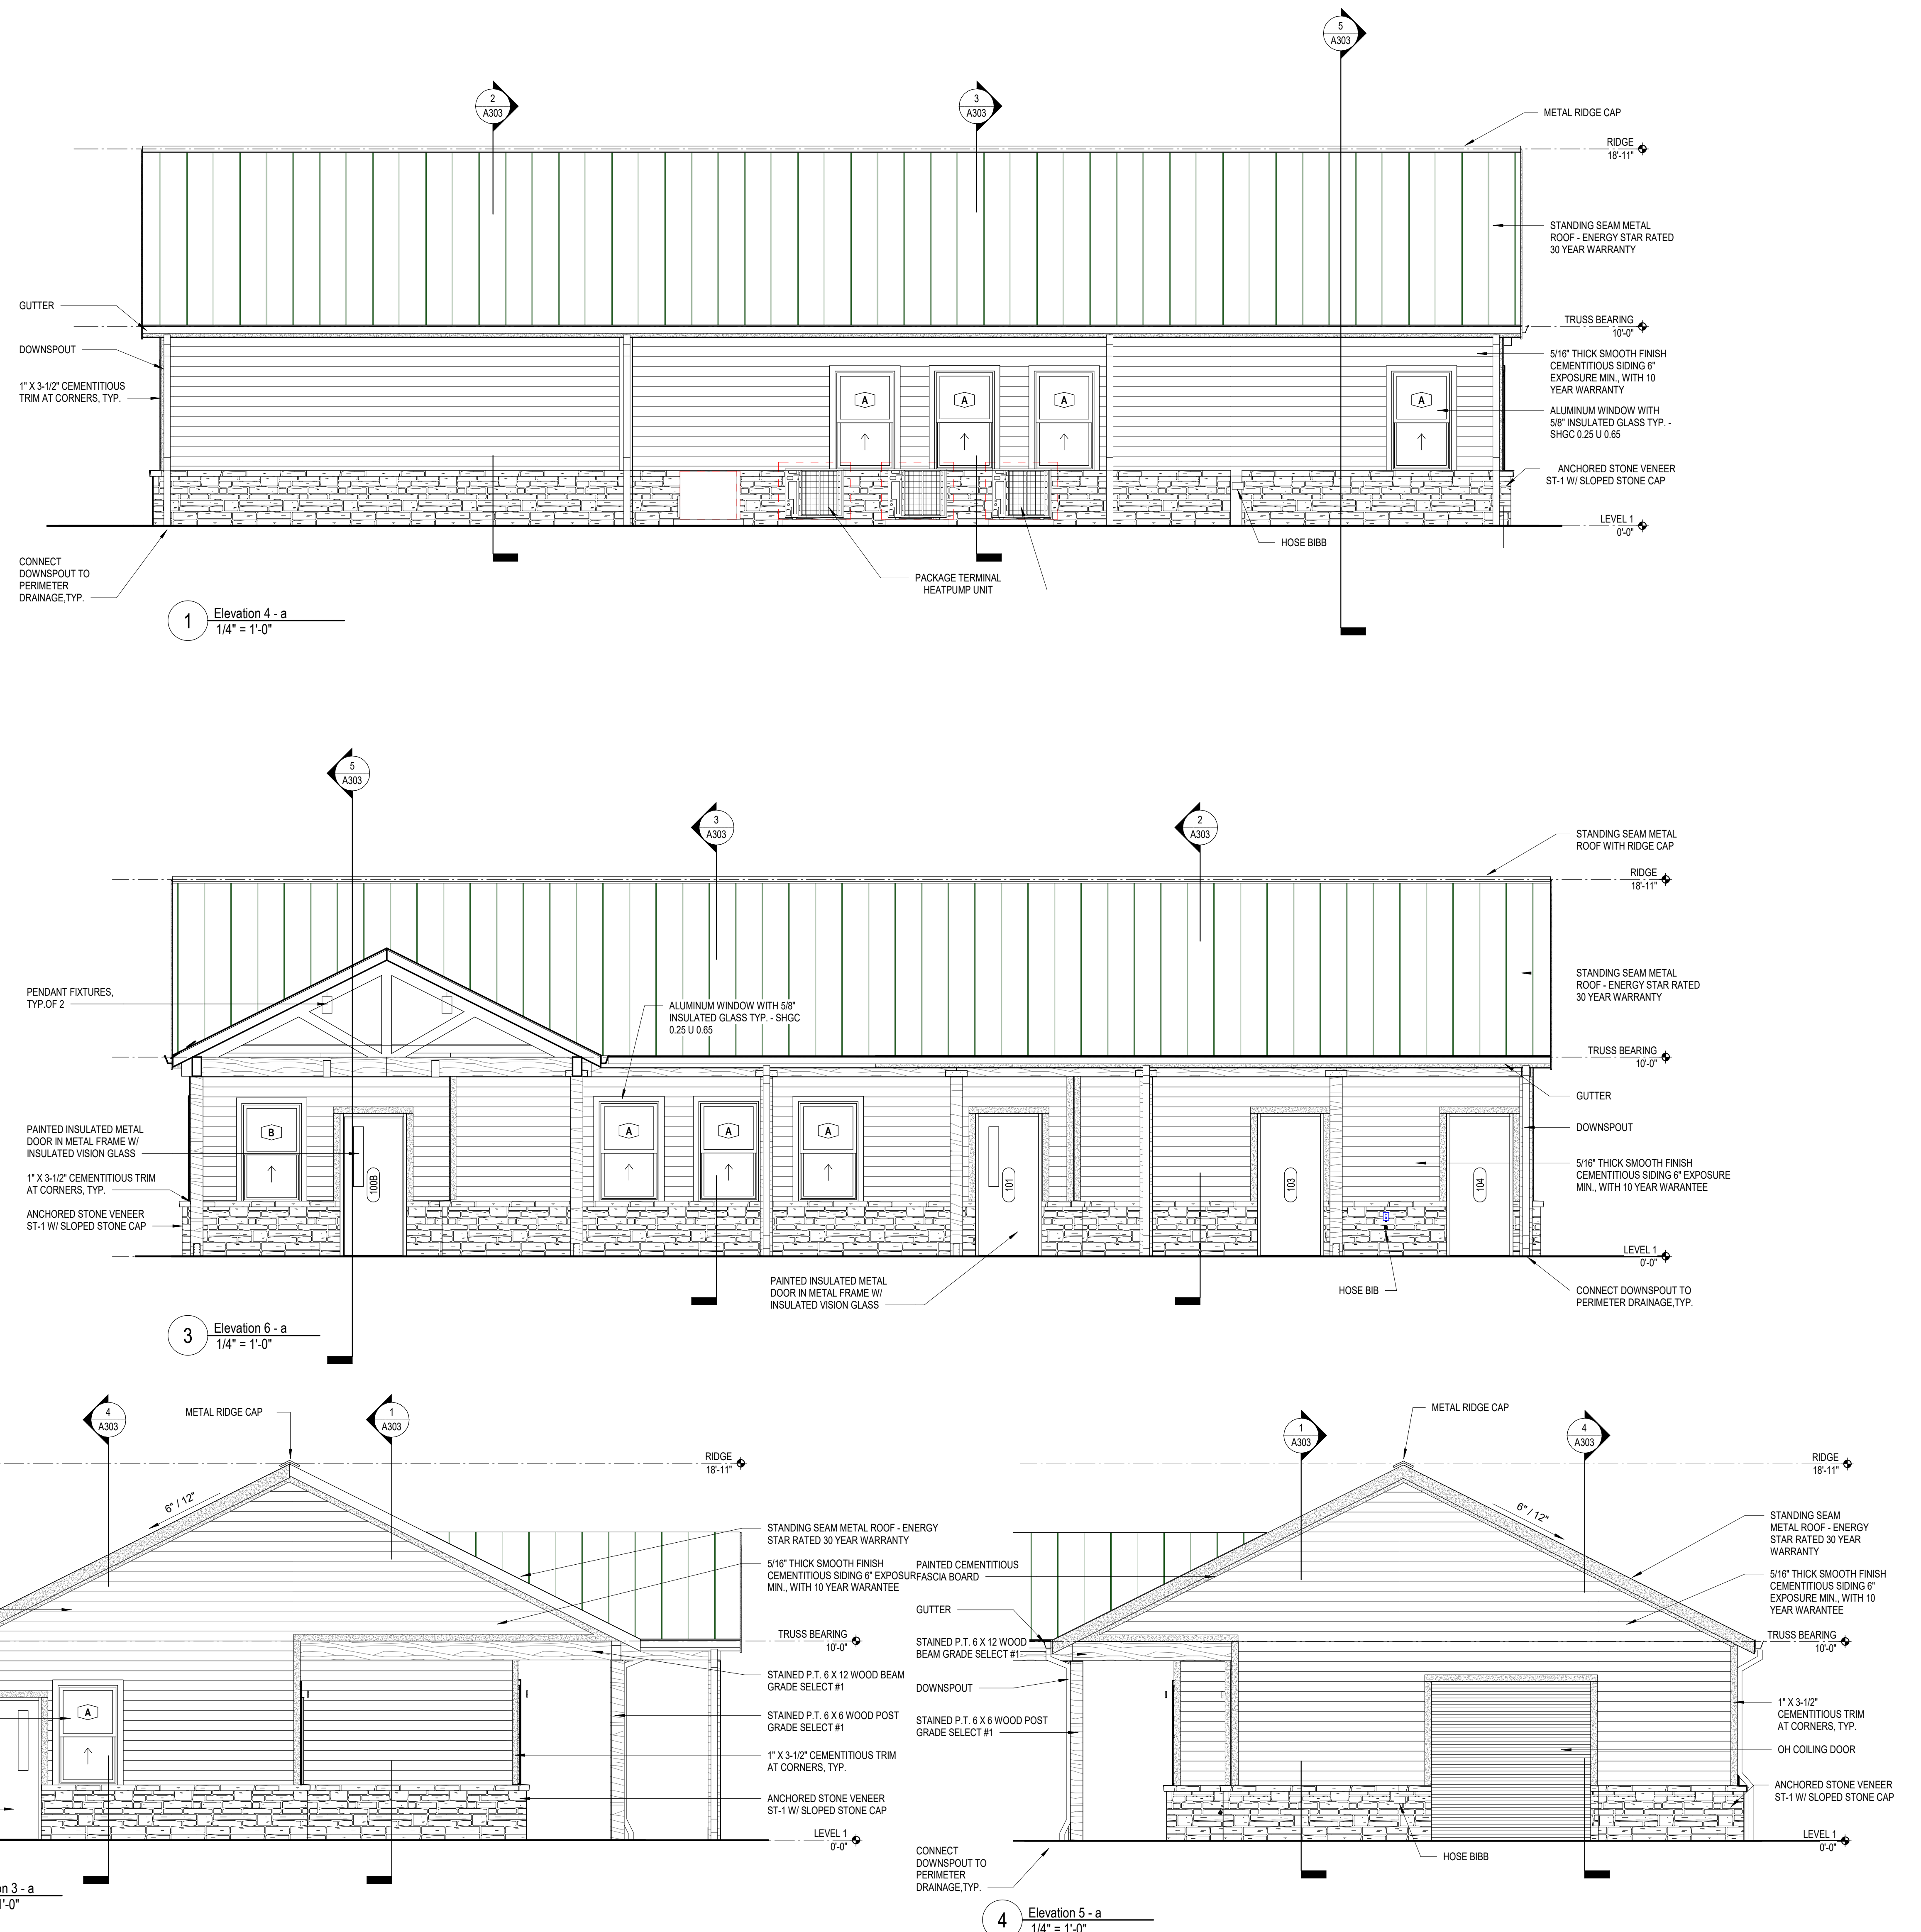 5
A303
2
A303
3
A303
METAL RIDGE CAP
RIDGE
18'-11"
STANDING SEAM METAL
ROOF - ENERGY STAR RATED
30 YEAR WARRANTY
GUTTER
TRUSS BEARING
10'-0"
DOWNSPOUT
5/16" THICK SMOOTH FINISH
CEMENTITIOUS SIDING 6"
EXPOSURE MIN., WITH 10
YEAR WARRANTY
1" X 3-1/2" CEMENTITIOUS
TRIM AT CORNERS, TYP.
A
A
A
A
ALUMINUM WINDOW WITH
5/8" INSULATED GLASS TYP. -
SHGC 0.25 U 0.65
ANCHORED STONE VENEER
ST-1 W/ SLOPED STONE CAP
LEVEL 1
0'-0"
HOSE BIBB
CONNECT
DOWNSPOUT TO
PERIMETER
DRAINAGE,TYP.
PACKAGE TERMINAL
HEATPUMP UNIT
1
Elevation 4 - a
1/4" = 1'-0"
5
A303
3
A303
2
A303
STANDING SEAM METAL
ROOF WITH RIDGE CAP
RIDGE
18'-11"
PENDANT FIXTURES,
TYP.OF 2
ALUMINUM WINDOW WITH 5/8"
INSULATED GLASS TYP. - SHGC
0.25 U 0.65
STANDING SEAM METAL
ROOF - ENERGY STAR RATED
30 YEAR WARRANTY
TRUSS BEARING
10'-0"
GUTTER
PAINTED INSULATED METAL
DOOR IN METAL FRAME W/
INSULATED VISION GLASS
B
A
A
A
DOWNSPOUT
1" X 3-1/2" CEMENTITIOUS TRIM
AT CORNERS, TYP.
100B
101
103
104
5/16" THICK SMOOTH FINISH
CEMENTITIOUS SIDING 6" EXPOSURE
MIN., WITH 10 YEAR WARANTEE
ANCHORED STONE VENEER
ST-1 W/ SLOPED STONE CAP
LEVEL 1
0'-0"
PAINTED INSULATED METAL
DOOR IN METAL FRAME W/
INSULATED VISION GLASS
HOSE BIB
CONNECT DOWNSPOUT TO
PERIMETER DRAINAGE,TYP.
3
Elevation 6 - a
1/4" = 1'-0"
4
A303
METAL RIDGE CAP
1
A303
RIDGE
18'-11"
6" / 12"
STANDING SEAM METAL ROOF - ENERGY
STAR RATED 30 YEAR WARRANTY
5/16" THICK SMOOTH FINISH
CEMENTITIOUS SIDING 6" EXPOSUR
MIN., WITH 10 YEAR WARANTEE
TRUSS BEARING
10'-0"
STAINED P.T. 6 X 12 WOOD BEAM
GRADE SELECT #1
A
STAINED P.T. 6 X 6 WOOD POST
GRADE SELECT #1
1" X 3-1/2" CEMENTITIOUS TRIM
AT CORNERS, TYP.
ANCHORED STONE VENEER
ST-1 W/ SLOPED STONE CAP
LEVEL 1
0'-0"
n 3 - a
'-0"
1
A303
METAL RIDGE CAP
4
A303
RIDGE
18'-11"
6" / 12"
STANDING SEAM
METAL ROOF - ENERGY
STAR RATED 30 YEAR
WARRANTY
PAINTED CEMENTITIOUS
FASCIA BOARD
5/16" THICK SMOOTH FINISH
CEMENTITIOUS SIDING 6"
EXPOSURE MIN., WITH 10
YEAR WARANTEE
GUTTER
TRUSS BEARING
10'-0"
STAINED P.T. 6 X 12 WOOD
BEAM GRADE SELECT #1
DOWNSPOUT
1" X 3-1/2"
CEMENTITIOUS TRIM
AT CORNERS, TYP.
STAINED P.T. 6 X 6 WOOD POST
GRADE SELECT #1
OH COILING DOOR
ANCHORED STONE VENEER
ST-1 W/ SLOPED STONE CAP
LEVEL 1
0'-0"
HOSE BIBB
CONNECT
DOWNSPOUT TO
PERIMETER
DRAINAGE,TYP.
4
Elevation 5 - a
1/4" = 1'-0"